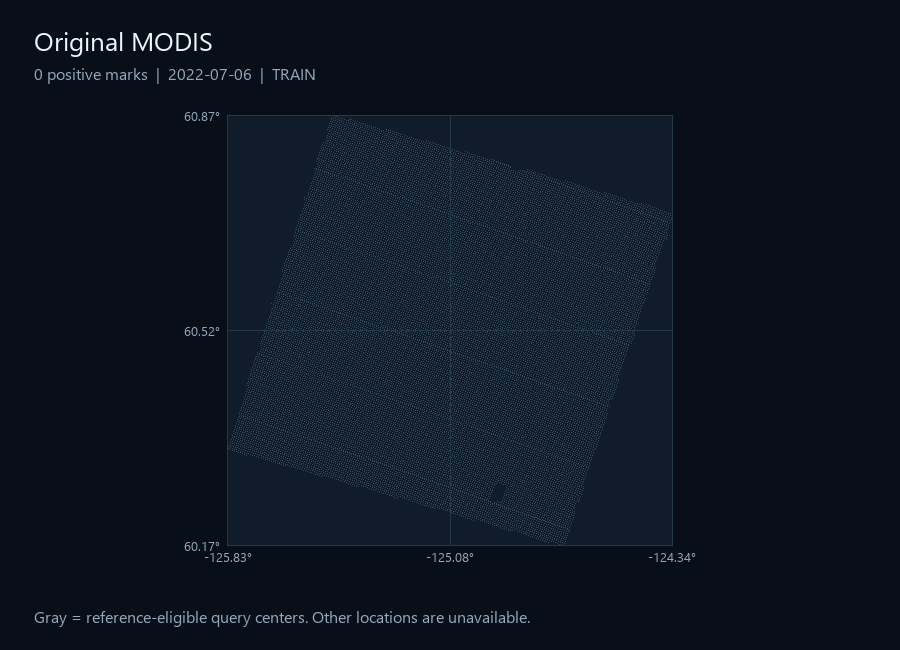 Original MODIS
0 positive marks | 2022-07-06 | TRAIN
60.87°
60.52°
60.17°
-125.83° -125.08° -124.34°
Gray = reference-eligible query centers. Other locations are unavailable.